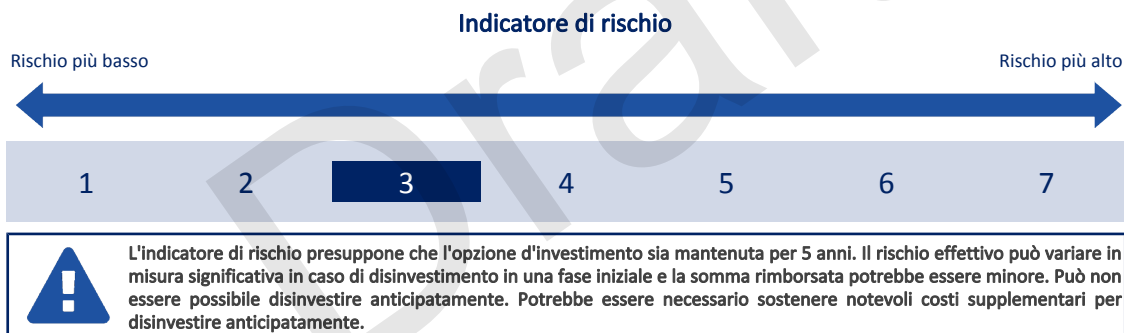 Indicatore di rischio
Rischio più basso
Rischio più alto
1 2 3 4 5 6 7
L'indicatore di rischio presuppone che l'opzione d'investimento sia mantenuta per 5 anni. Il rischio effettivo può variare in
misura significativa in caso di disinvestimento in una fase iniziale e la somma rimborsata potrebbe essere minore. Può non
essere possibile disinvestire anticipatamente. Potrebbe essere necessario sostenere notevoli costi supplementari per
disinvestire anticipatamente.
Draft